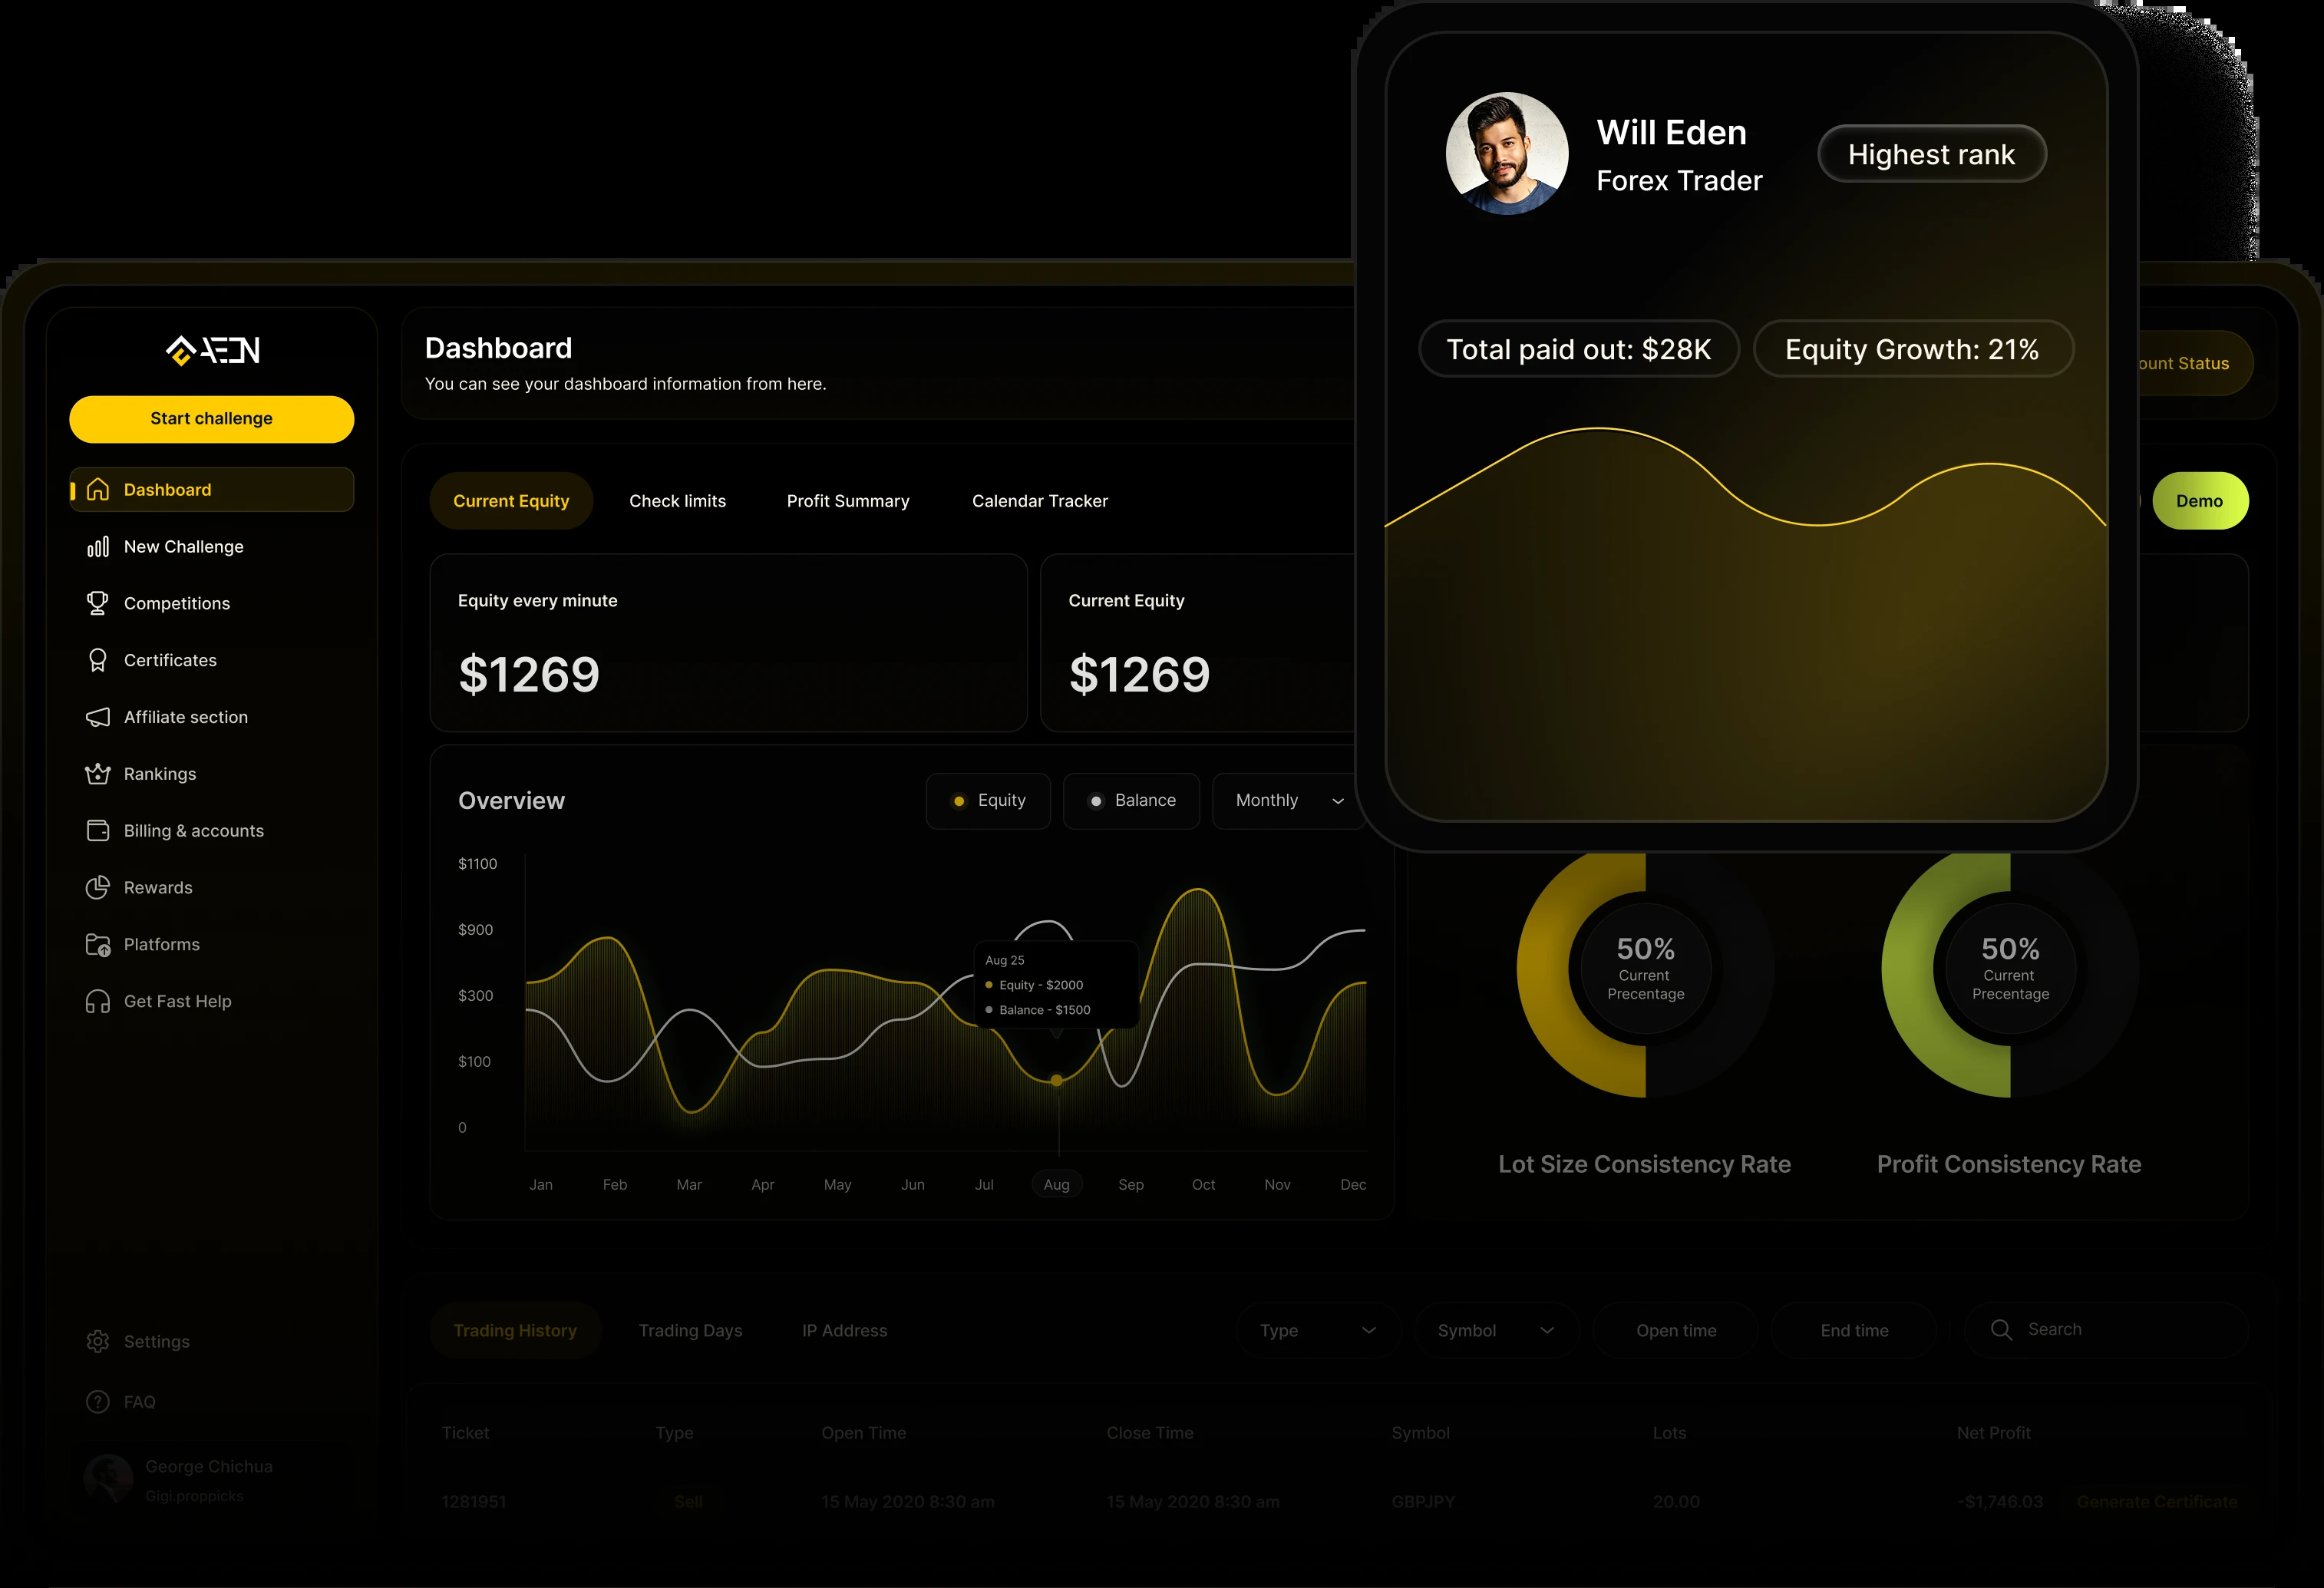 Will Eden
Forex Trader
Highest rank
Total paid out: $28K
Equity Growth: 21%
AEON
Start challenge
Dashboard
New Challenge
Competitions
Certificates
Affiliate section
Rankings
Billing & accounts
Rewards
Platforms
Get Fast Help
Settings
FAQ
George Chichua
Gigi.proppicks
Dashboard
You can see your dashboard information from here.
ount Status
Current Equity
Check limits
Profit Summary
Calendar Tracker
Demo
Equity every minute
$1269
Current Equity
$1269
Overview
Equity
Balance
Monthly
$1100
$900
$300
$100
0
Aug 25
Equity - $2000
Balance - $1500
Jan
Feb
Mar
Apr
May
Jun
Jul
Aug
Sep
Oct
Nov
Dec
50%
Current
Precentage
Lot Size Consistency Rate
50%
Current
Precentage
Profit Consistency Rate
Trading History
Trading Days
IP Address
Type
Symbol
Open time
End time
Search
Ticket
Type
Open Time
Close Time
Symbol
Lots
Net Profit
1281951
Sell
15 May 2020 8:30 am
15 May 2020 8:30 am
GBPJPY
20.00
-$1,746.03
Generate Certificate